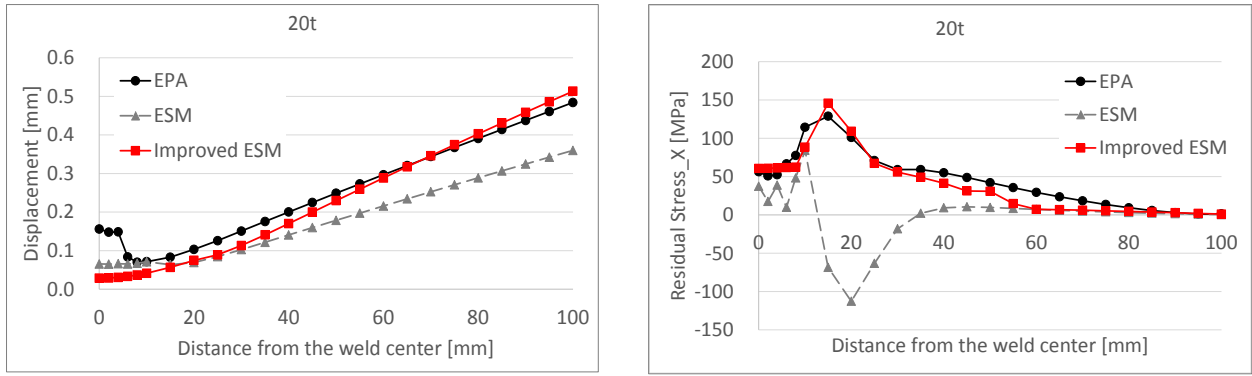 20t
Displacement [mm]
0.6
0.5
0.4
0.3
0.2
0.1
0.0
EPA
ESM
Improved ESM
0 20 40 60 80 100
Distance from the weld center [mm]
20t
Residual Stress_X [MPa]
200
150
100
50
0
-50
-100
-150
EPA
ESM
Improved ESM
0 20 40 60 80 100
Distance from the weld center [mm]